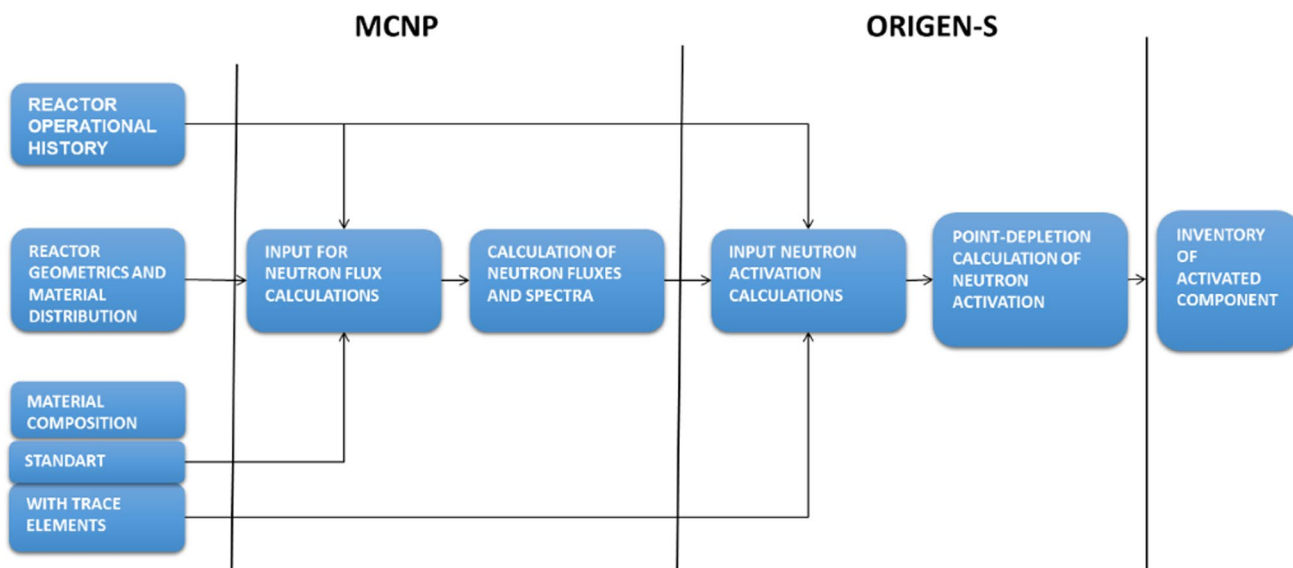 MCNP
ORIGEN-S
REACTOR
OPERATIONAL
HISTORY
REACTOR
GEOMETRICS AND
MATERIAL
DISTRIBUTION
INPUT FOR
NEUTRON FLUX
CALCULATIONS
CALCULATION OF
NEUTRON FLUXES
AND SPECTRA
INPUT NEUTRON
ACTIVATION
CALCULATIONS
POINT-DEPLETION
CALCULATION OF
NEUTRON
ACTIVATION
INVENTORY
OF
ACTIVATED
COMPONENT
MATERIAL
COMPOSITION
STANDART
WITH TRACE
ELEMENTS